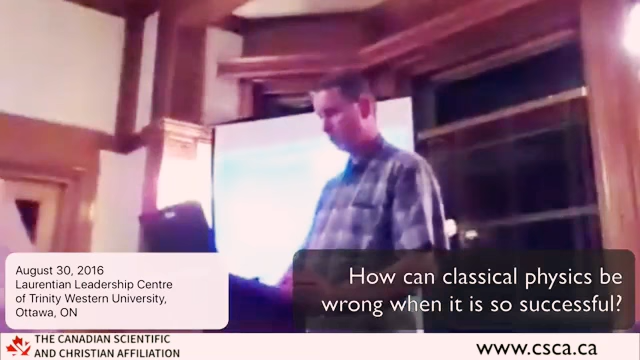 August 30, 2016
Laurentian Leadership Centre
of Trinity Western University,
Ottawa, ON
How can classical physics be
wrong when it is so successful?
THE CANADIAN SCIENTIFIC
AND CHRISTIAN AFFILIATION
www.csca.ca